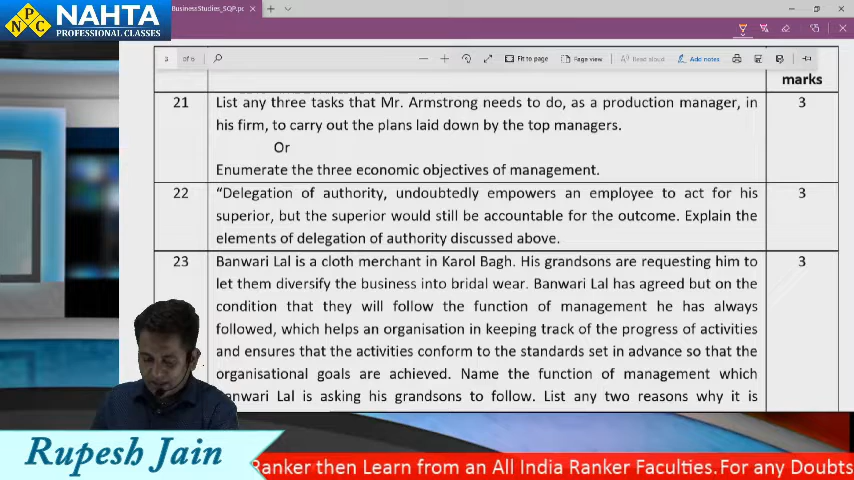 NPC
NAHTA
PROFESSIONAL CLASSES
BusinessStudies_SQP.pc
3 of 6
Fit to page
Page view
Read aloud
Add notes
marks
21 List any three tasks that Mr. Armstrong needs to do, as a production manager, in 3
his firm, to carry out the plans laid down by the top managers.
Or
Enumerate the three economic objectives of management.
22 “Delegation of authority, undoubtedly empowers an employee to act for his 3
superior, but the superior would still be accountable for the outcome. Explain the
elements of delegation of authority discussed above.
23 Banwari Lal is a cloth merchant in Karol Bagh. His grandsons are requesting him to 3
let them diversify the business into bridal wear. Banwari Lal has agreed but on the
condition that they will follow the function of management he has always
followed, which helps an organisation in keeping track of the progress of activities
and ensures that the activities conform to the standards set in advance so that the
organisational goals are achieved. Name the function of management which
anwari Lal is asking his grandsons to follow. List any two reasons why it is
Rupesh Jain
Ranker then Learn from an All India Ranker Faculties.For any Doubts